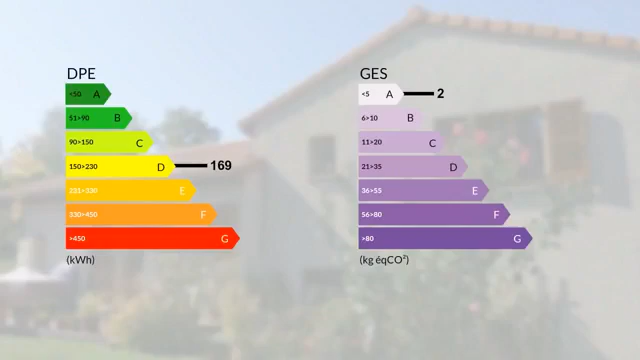 DPE
<50 A
51>90 B
90>150 C
150>230 D 169
231>330 E
330>450 F
>450 G
(kWh)
GES
<5 A 2
6>10 B
11>20 C
21>35 D
36>55 E
56>80 F
>80 G
(kg éqCO²)